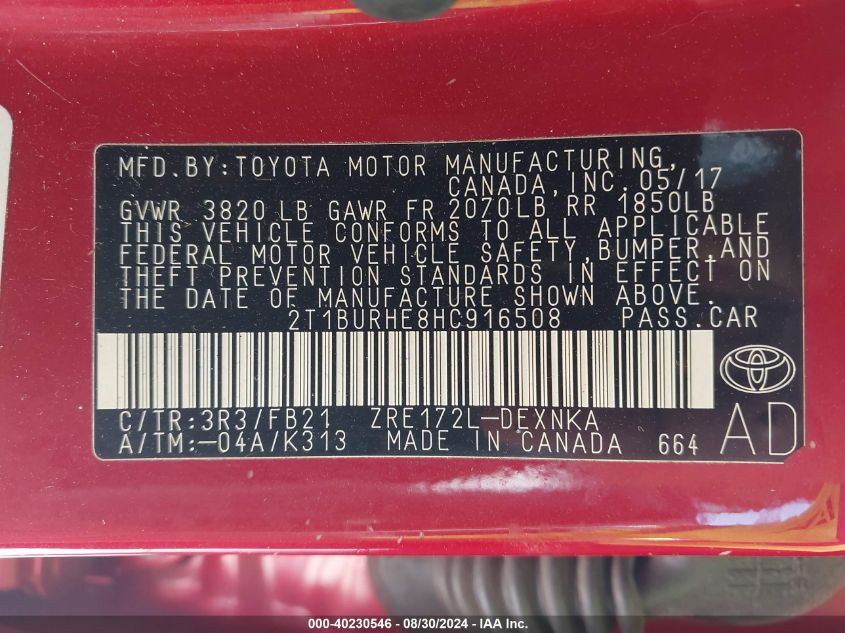 MFD.BY:TOYOTA MOTOR MANUFACTURING,
CANADA,INC. 05/17
GVWR 3820 LB GAWR FR 2070LB RR 1850LB
THIS VEHICLE CONFORMS TO ALL APPLICABLE
FEDERAL MOTOR VEHICLE SAFETY,BUMPER,AND
THEFT PREVENTION STANDARDS IN EFFECT ON
THE DATE OF MANUFACTURE SHOWN ABOVE.
2T1BURHE8HC916508 PASS.CAR
C/TR:3R3/FB21 ZRE172L-DEXNKA
A/TM:-04A/K313 MADE IN CANADA 664 AD
000-40230546 - 08/30/2024 - IAA Inc.